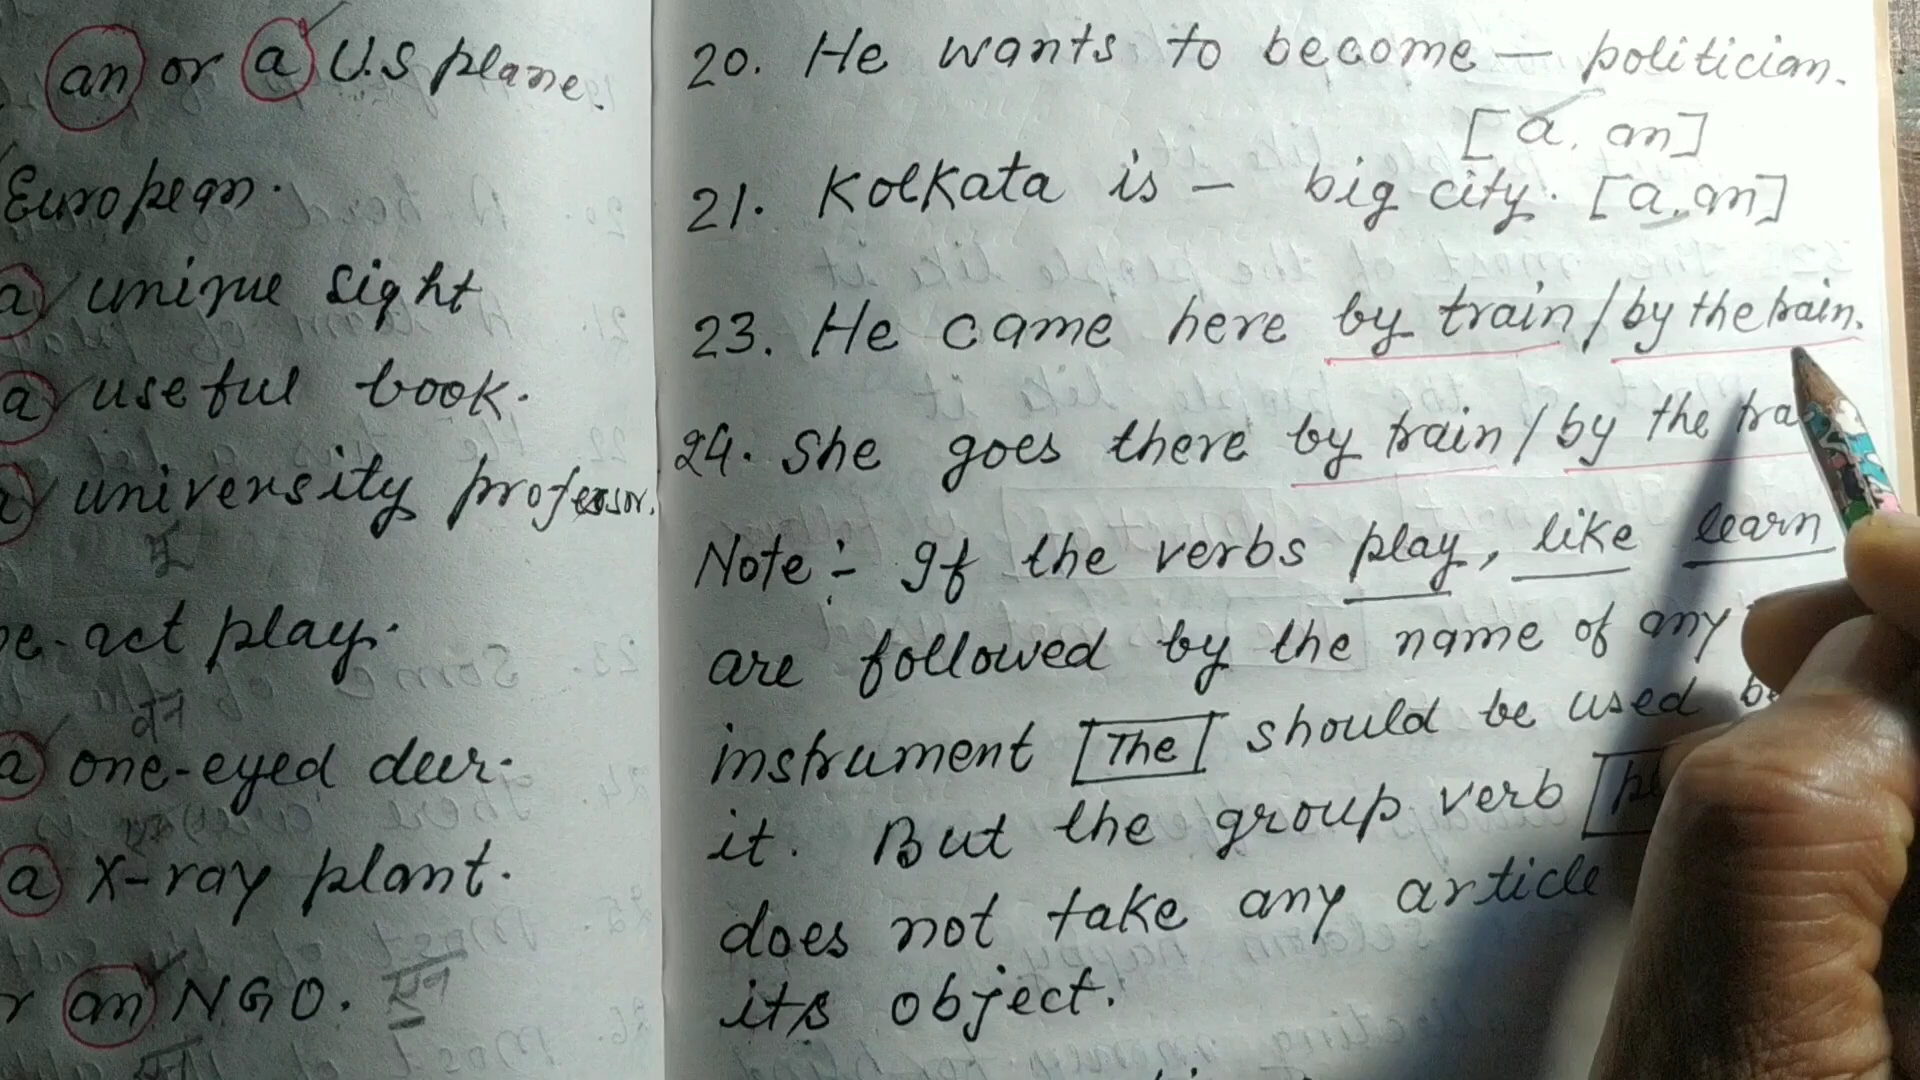 an or a U.S plane.
European.
a unique sight
a useful book.
university professor.
act play.
वन
a one-eyed deer.
a X-ray plant.
an NGO. एन
20. He wants to become — politician.
[a, an]
21. Kolkata is — big city. [a, an]
23. He came here by train / by the train.
24. She goes there by train / by the
Note :- If the verbs play, like learn
are followed by the name of any
instrument [The] should be used
it. But the group verb
does not take any article
its object.